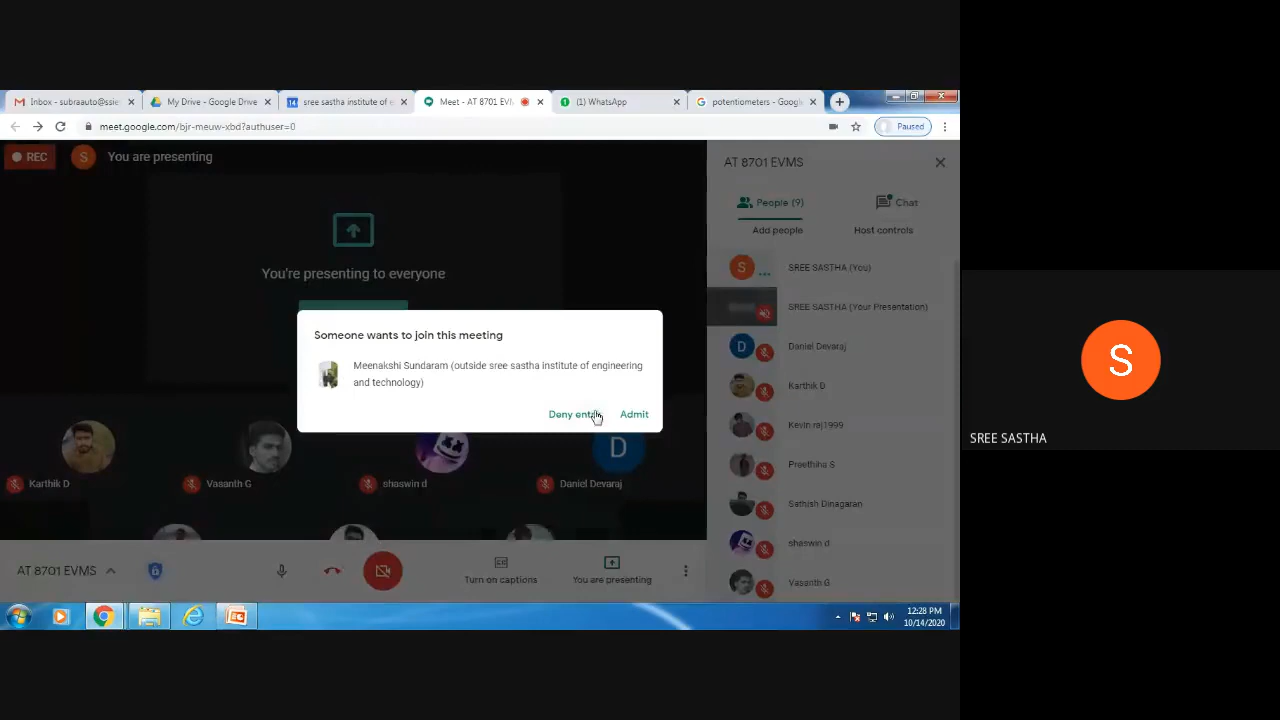 Inbox - subraauto@ssie
My Drive - Google Drive
14
sree sastha institute of e
Meet - AT 8701 EVM
(1) WhatsApp
potentiometers - Google
meet.google.com/bjr-meuw-xbd?authuser=0
Paused
REC
S
You are presenting
AT 8701 EVMS
People (9)
Chat
Add people
Host controls
You're presenting to everyone
S
SREE SASTHA (You)
SREE SASTHA (Your Presentation)
D
Daniel Devaraj
Karthik D
Kevin raj1999
Preethina S
Sathish Dinagaran
shaswin d
Vasanth G
Someone wants to join this meeting
Meenakshi Sundaram (outside sree sastha institute of engineering
and technology)
Deny entry
Admit
D
Karthik D
Vasanth G
shaswin d
Daniel Devaraj
AT 8701 EVMS
Turn on captions
You are presenting
12:28 PM
10/14/2020
S
SREE SASTHA